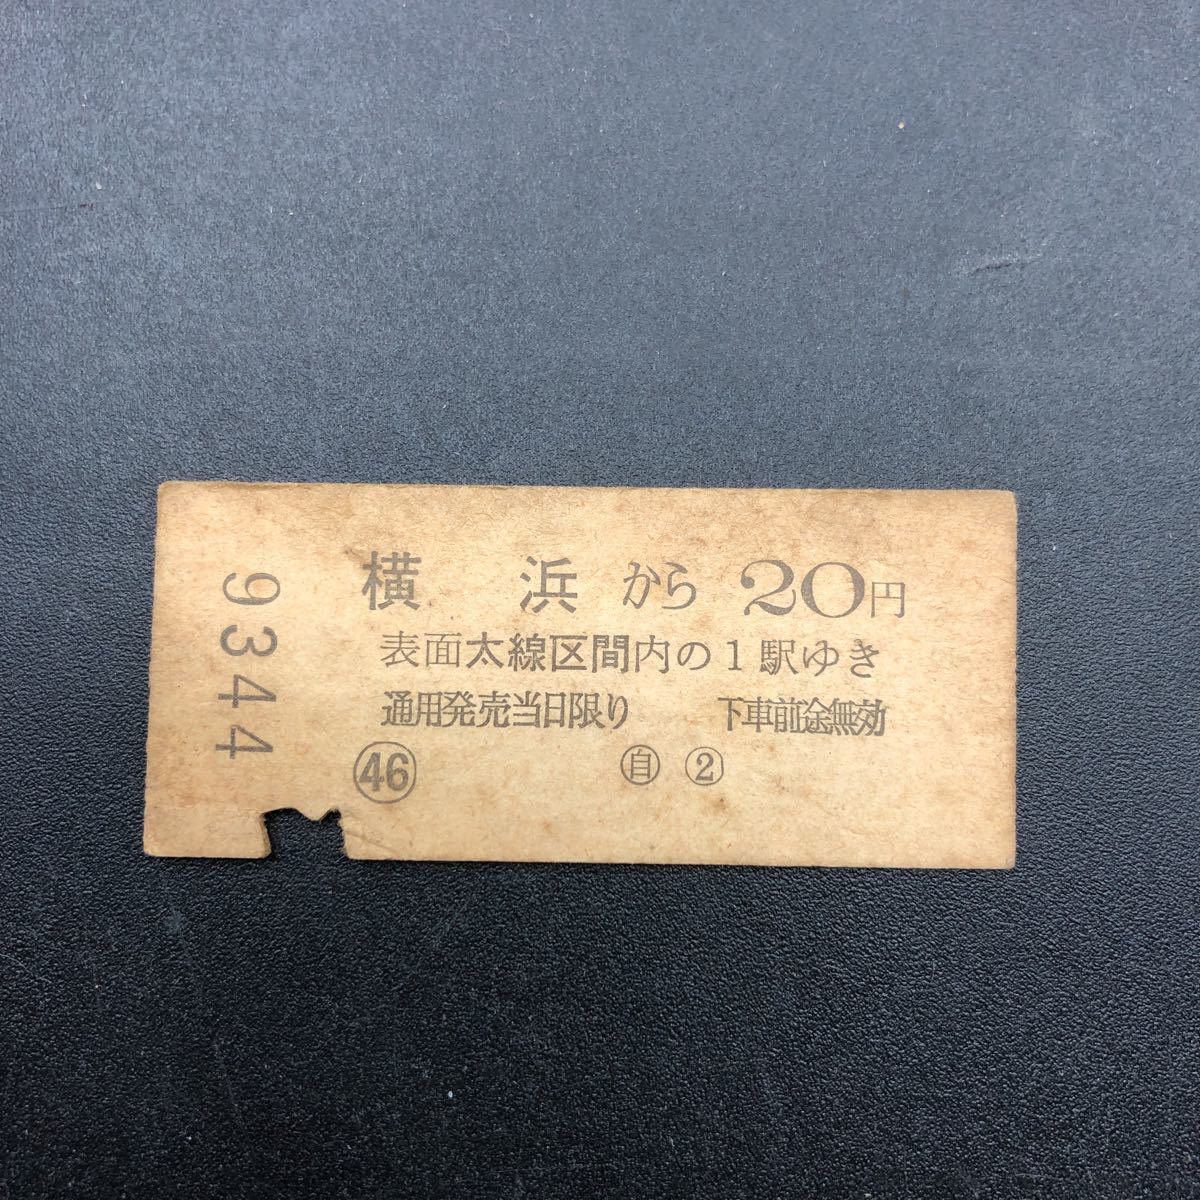 9344
横浜から20円
表面太線区間内の1駅ゆき
通用発売当日限り 下車前途無効
㊻ ㉂ ②